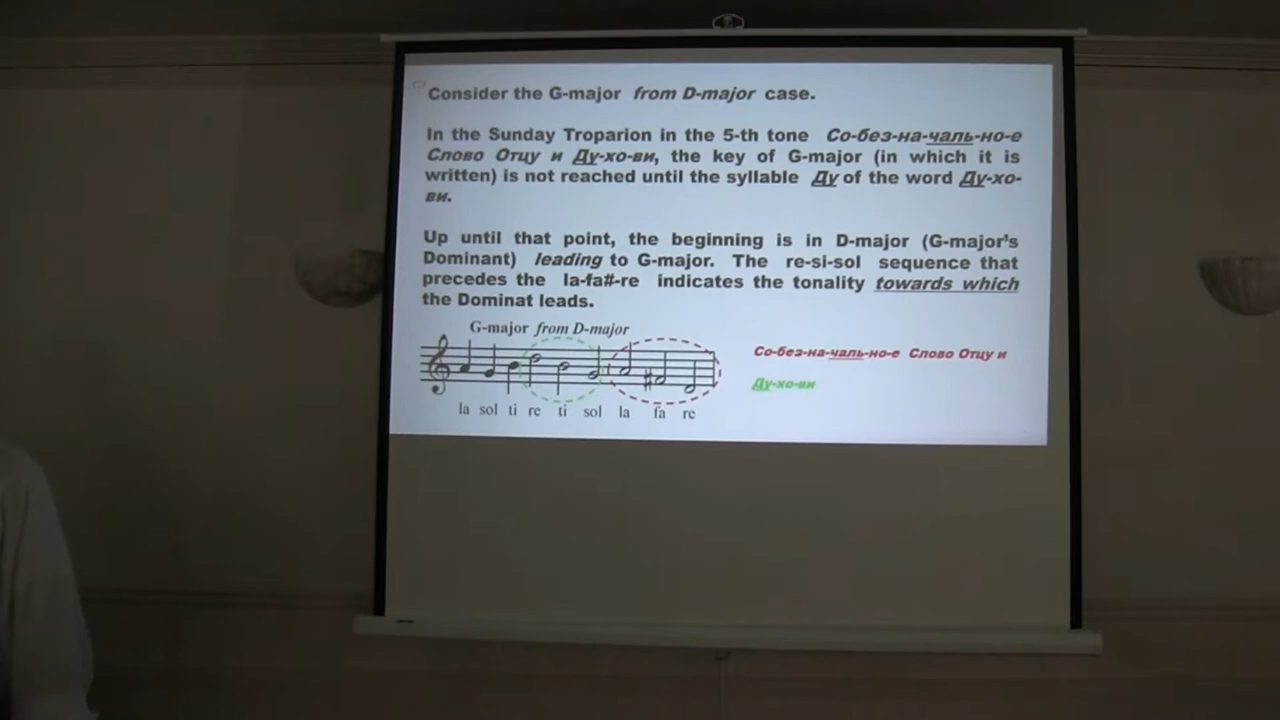 Consider the G-major from D-major case.
In the Sunday Troparion in the 5-th tone Со-без-на-чаль-но-е
Слово Отцу и Ду-хо-ви, the key of G-major (in which it is
written) is not reached until the syllable Ду of the word Ду-хо-
ви.
Up until that point, the beginning is in D-major (G-major's
Dominant) leading to G-major. The re-si-sol sequence that
precedes the la-fa#-re indicates the tonality towards which
the Dominat leads.
G-major from D-major
la sol ti re ti sol la fa re
Со-без-на-чаль-но-е Слово Отцу и
Ду-хо-ви